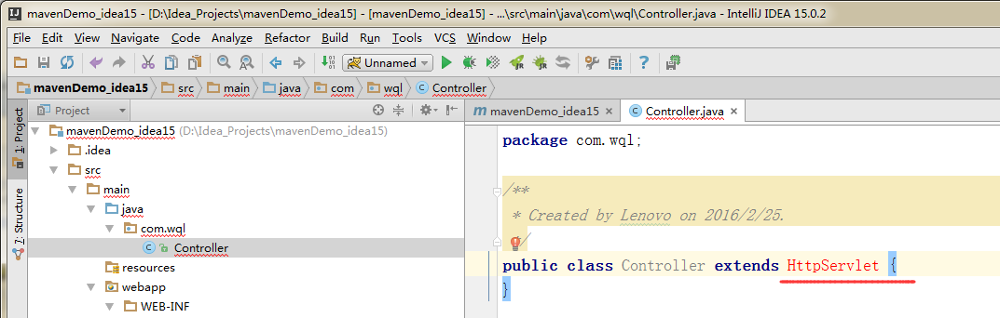 mavenDemo_idea15 - [D:\Idea_Projects\mavenDemo_idea15] - [mavenDemo_idea15] - ...\src\main\java\com\wql\Controller.java - IntelliJ IDEA 15.0.2
File Edit View Navigate Code Analyze Refactor Build Run Tools VCS Window Help
Unnamed
mavenDemo_idea15 src main java com wql Controller
1: Project
7: Structure
Project
mavenDemo_idea15 (D:\Idea_Projects\mavenDemo_idea15)
.idea
src
main
java
com.wql
Controller
resources
webapp
WEB-INF
mavenDemo_idea15 Controller.java
package com.wql;
/**
* Created by Lenovo on 2016/2/25.
*/
public class Controller extends HttpServlet {
}